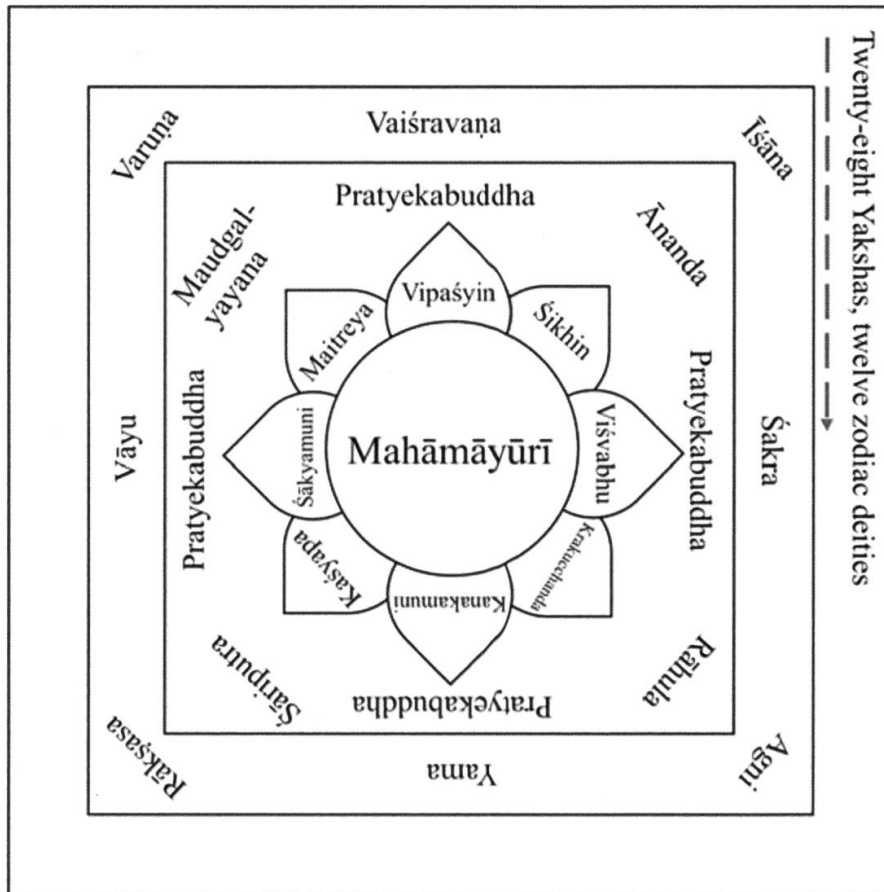 Twenty-eight Yakshas, twelve zodiac deities
Varuṇa
Vaiśravaṇa
Īśāna
Pratyekabuddha
Maudgal-
yayana
Ānanda
Vipaśyin
Maitreya
Śikhin
Vāyu
Pratyekabuddha
Śākyamuni
Mahāmāyūrī
Viśvabhu
Pratyekabuddha
Śakra
Kaśyapa
Kanakamuni
Krakucchanda
Śāriputra
Pratyekabuddha
Rāhula
Rākṣasa
Yama
Agni